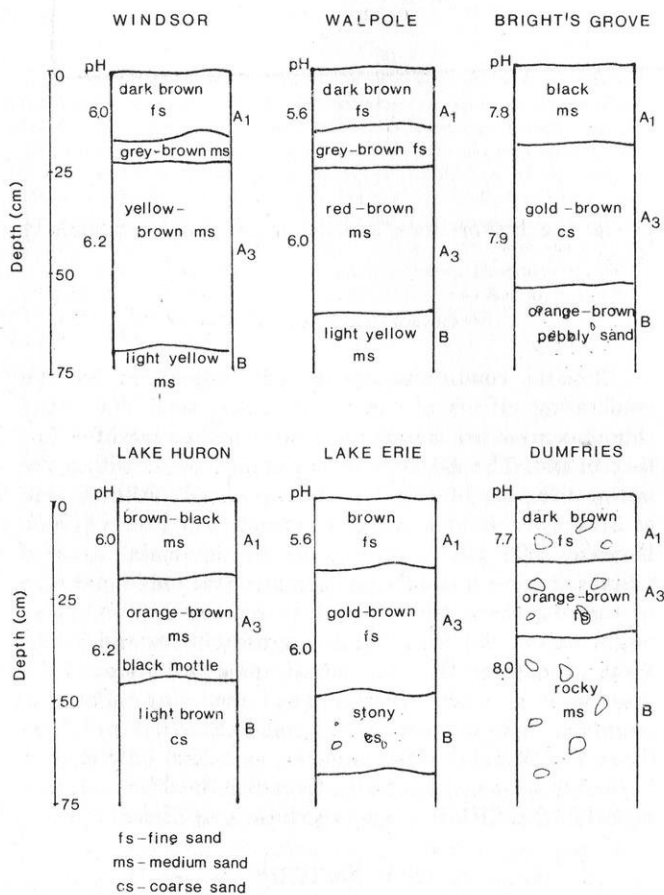 WINDSOR
WALPOLE
BRIGHT'S GROVE
Depth (cm)
0
25
50
75
pH
dark brown
fs
6.0
A1
grey-brown ms
yellow-
brown ms
6.2
A3
light yellow
ms
B
pH
dark brown
fs
5.6
A1
grey-brown fs
red-brown
ms
6.0
A3
light yellow
ms
B
pH
black
ms
7.8
A1
gold-brown
cs
7.9
A3
orange-brown
pebbly sand
B
LAKE HURON
LAKE ERIE
DUMFRIES
Depth (cm)
0
25
50
75
pH
brown-black
ms
6.0
A1
orange-brown
ms
6.2
black mottle
A3
light brown
cs
B
pH
brown
fs
5.6
A1
gold-brown
fs
6.0
A3
stony
cs
B
pH
dark brown
7.7
fs
A1
orange-brown
fs
A3
8.0
rocky
ms
B
fs-fine sand
ms-medium sand
cs-coarse sand